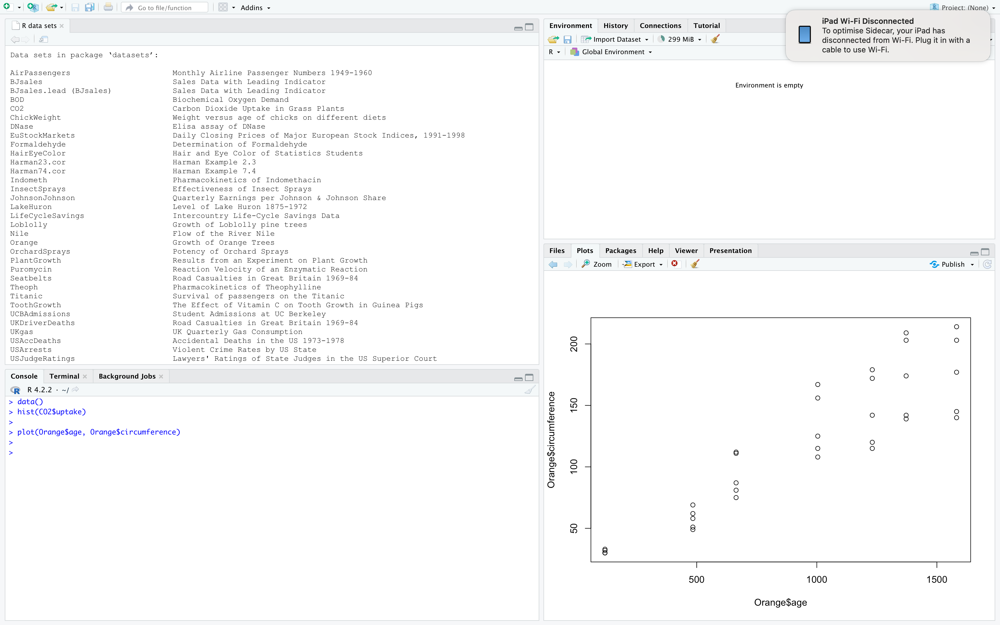 Go to file/function
Addins
Project: (None)
iPad Wi-Fi Disconnected
To optimise Sidecar, your iPad has
disconnected from Wi-Fi. Plug it in with a
cable to use Wi-Fi.
R data sets
Data sets in package ‘datasets’:
AirPassengers Monthly Airline Passenger Numbers 1949-1960
BJsales Sales Data with Leading Indicator
BJsales.lead (BJsales) Sales Data with Leading Indicator
BOD Biochemical Oxygen Demand
CO2 Carbon Dioxide Uptake in Grass Plants
ChickWeight Weight versus age of chicks on different diets
DNase Elisa assay of DNase
EuStockMarkets Daily Closing Prices of Major European Stock Indices, 1991-1998
Formaldehyde Determination of Formaldehyde
HairEyeColor Hair and Eye Color of Statistics Students
Harman23.cor Harman Example 2.3
Harman74.cor Harman Example 7.4
Indometh Pharmacokinetics of Indomethacin
InsectSprays Effectiveness of Insect Sprays
JohnsonJohnson Quarterly Earnings per Johnson & Johnson Share
LakeHuron Level of Lake Huron 1875-1972
LifeCycleSavings Intercountry Life-Cycle Savings Data
Loblolly Growth of Loblolly pine trees
Nile Flow of the River Nile
Orange Growth of Orange Trees
OrchardSprays Potency of Orchard Sprays
PlantGrowth Results from an Experiment on Plant Growth
Puromycin Reaction Velocity of an Enzymatic Reaction
Seatbelts Road Casualties in Great Britain 1969-84
Theoph Pharmacokinetics of Theophylline
Titanic Survival of passengers on the Titanic
ToothGrowth The Effect of Vitamin C on Tooth Growth in Guinea Pigs
UCBAdmissions Student Admissions at UC Berkeley
UKDriverDeaths Road Casualties in Great Britain 1969-84
UKgas UK Quarterly Gas Consumption
USAccDeaths Accidental Deaths in the US 1973-1978
USArrests Violent Crime Rates by US State
USJudgeRatings Lawyers' Ratings of State Judges in the US Superior Court
Console Terminal Background Jobs
R 4.2.2 · ~/
> data()
> hist(CO2$uptake)
>
> plot(Orange$age, Orange$circumference)
>
>
Environment History Connections Tutorial
Import Dataset 299 MiB
R Global Environment
Environment is empty
Files Plots Packages Help Viewer Presentation
Zoom Export Publish
Orange$circumference
200
150
100
50
500 1000 1500
Orange$age